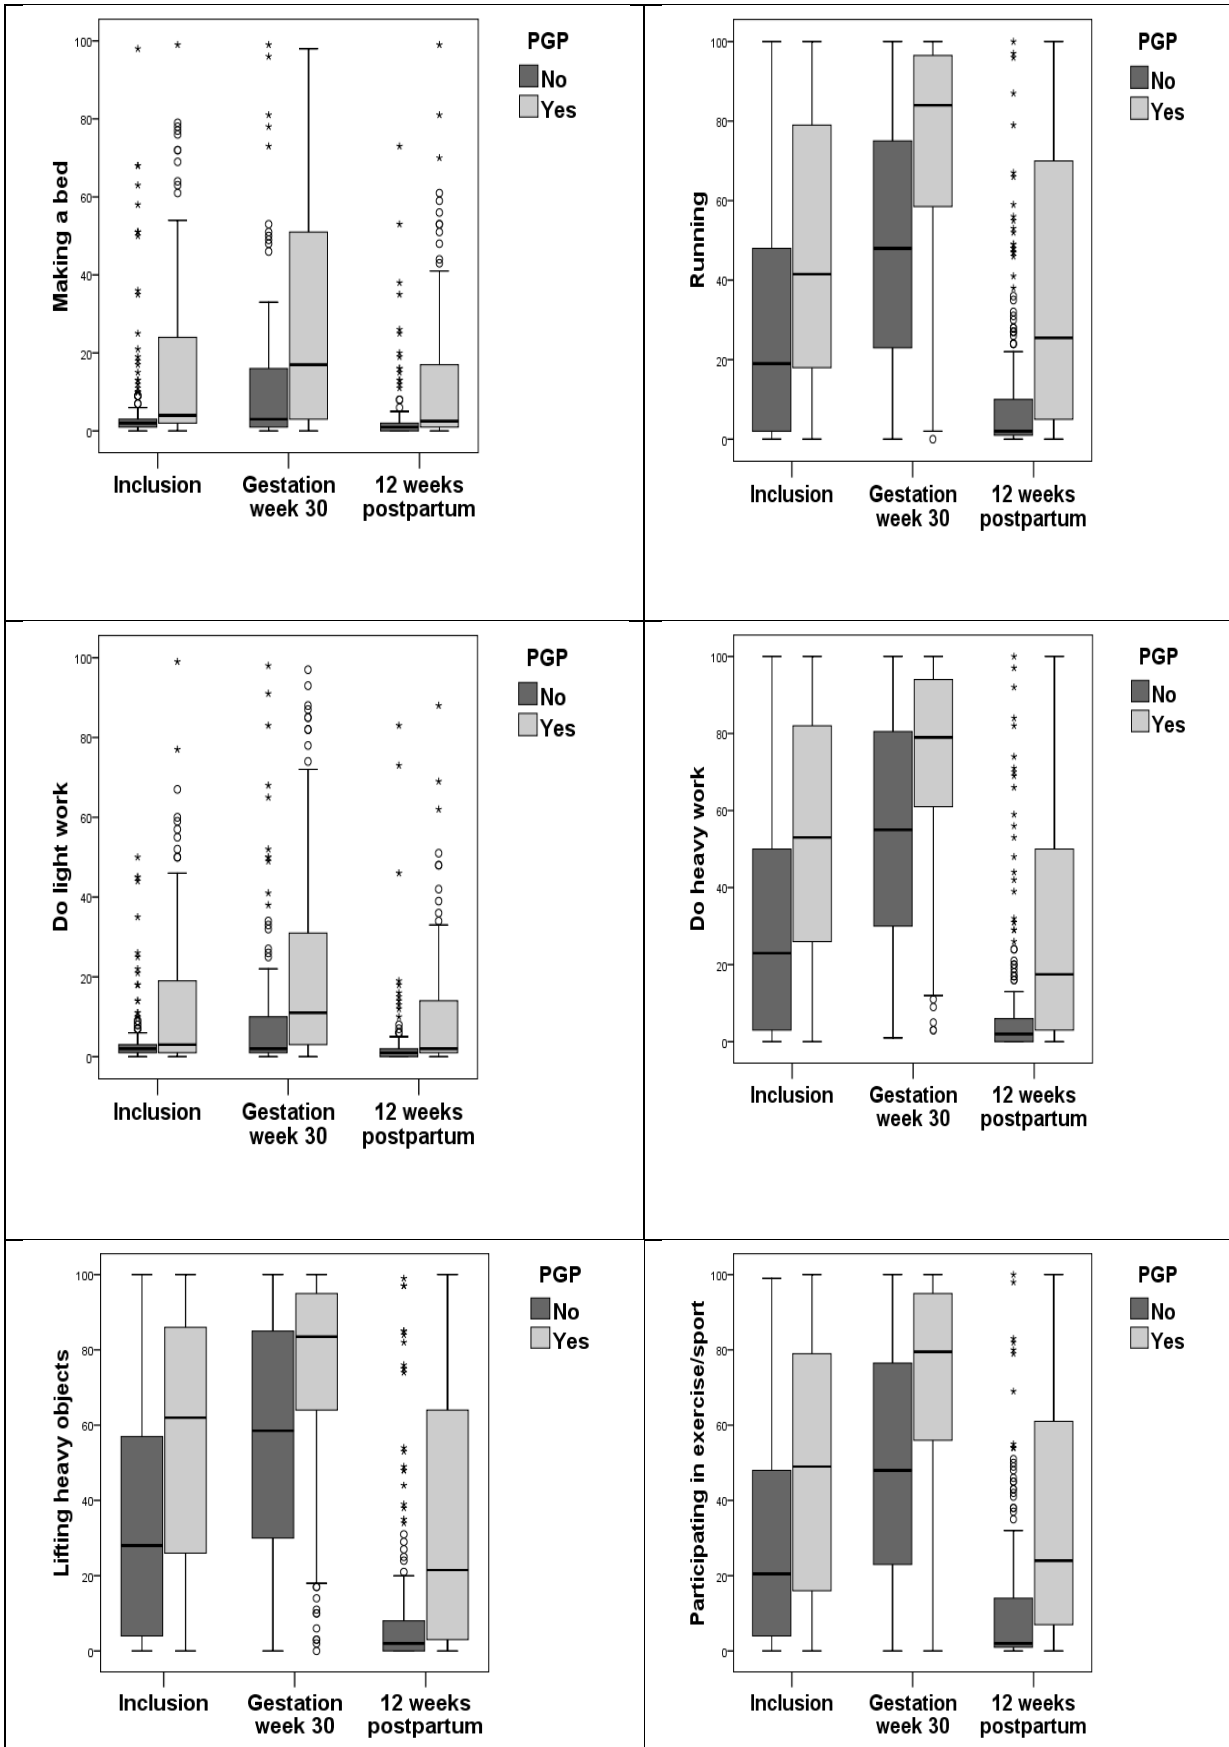 Making a bed
100
80
60
40
20
0
Inclusion
Gestation
week 30
12 weeks
postpartum
PGP
No
Yes
Running
100
80
60
40
20
0
Inclusion
Gestation
week 30
12 weeks
postpartum
PGP
No
Yes
Do light work
100
80
60
40
20
0
Inclusion
Gestation
week 30
12 weeks
postpartum
PGP
No
Yes
Do heavy work
100
80
60
40
20
0
Inclusion
Gestation
week 30
12 weeks
postpartum
PGP
No
Yes
Lifting heavy objects
100
80
60
40
20
0
Inclusion
Gestation
week 30
12 weeks
postpartum
PGP
No
Yes
Participating in exercise/sport
100
80
60
40
20
0
Inclusion
Gestation
week 30
12 weeks
postpartum
PGP
No
Yes